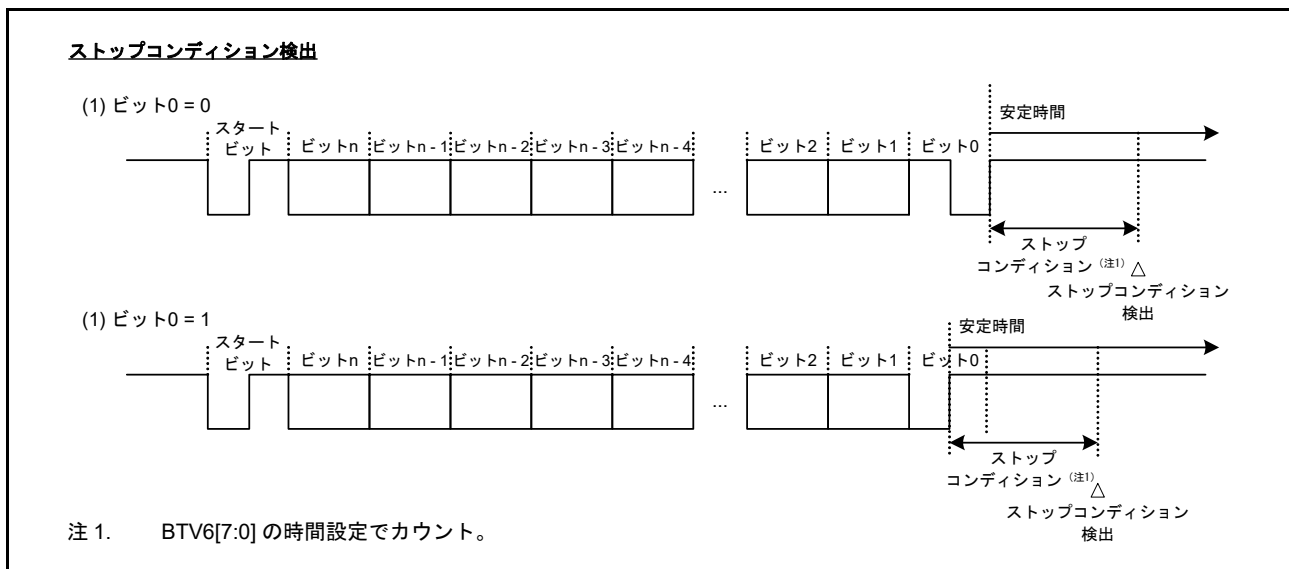 ストップコンディション検出
(1) ビット0 = 0
安定時間
スタート
ビット
ビットn ビットn - 1 ビットn - 2 ビットn - 3 ビットn - 4 ビット2 ビット1 ビット0
...
ストップ
コンディション (注1) △
ストップコンディション
検出
(1) ビット0 = 1
安定時間
スタート
ビット
ビットn ビットn - 1 ビットn - 2 ビットn - 3 ビットn - 4 ビット2 ビット1 ビット0
...
ストップ
コンディション (注1) △
ストップコンディション
検出
注 1. BTV6[7:0] の時間設定でカウント。